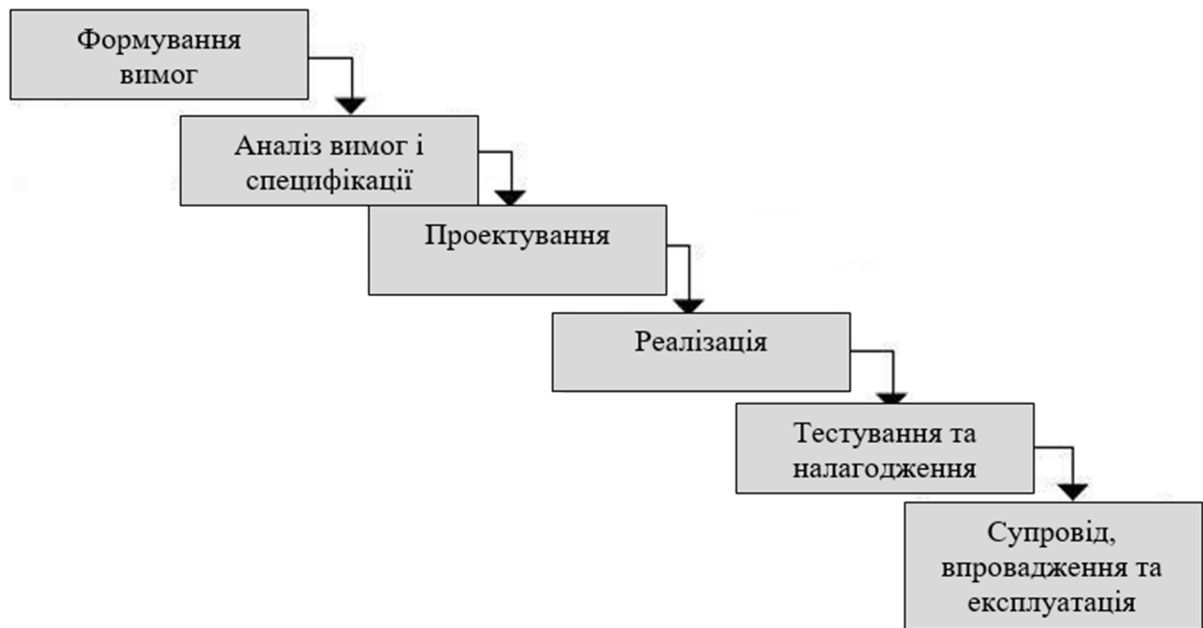 Формування
вимог
Аналіз вимог і
специфікації
Проектування
Реалізація
Тестування та
налагодження
Супровід,
впровадження та
експлуатація